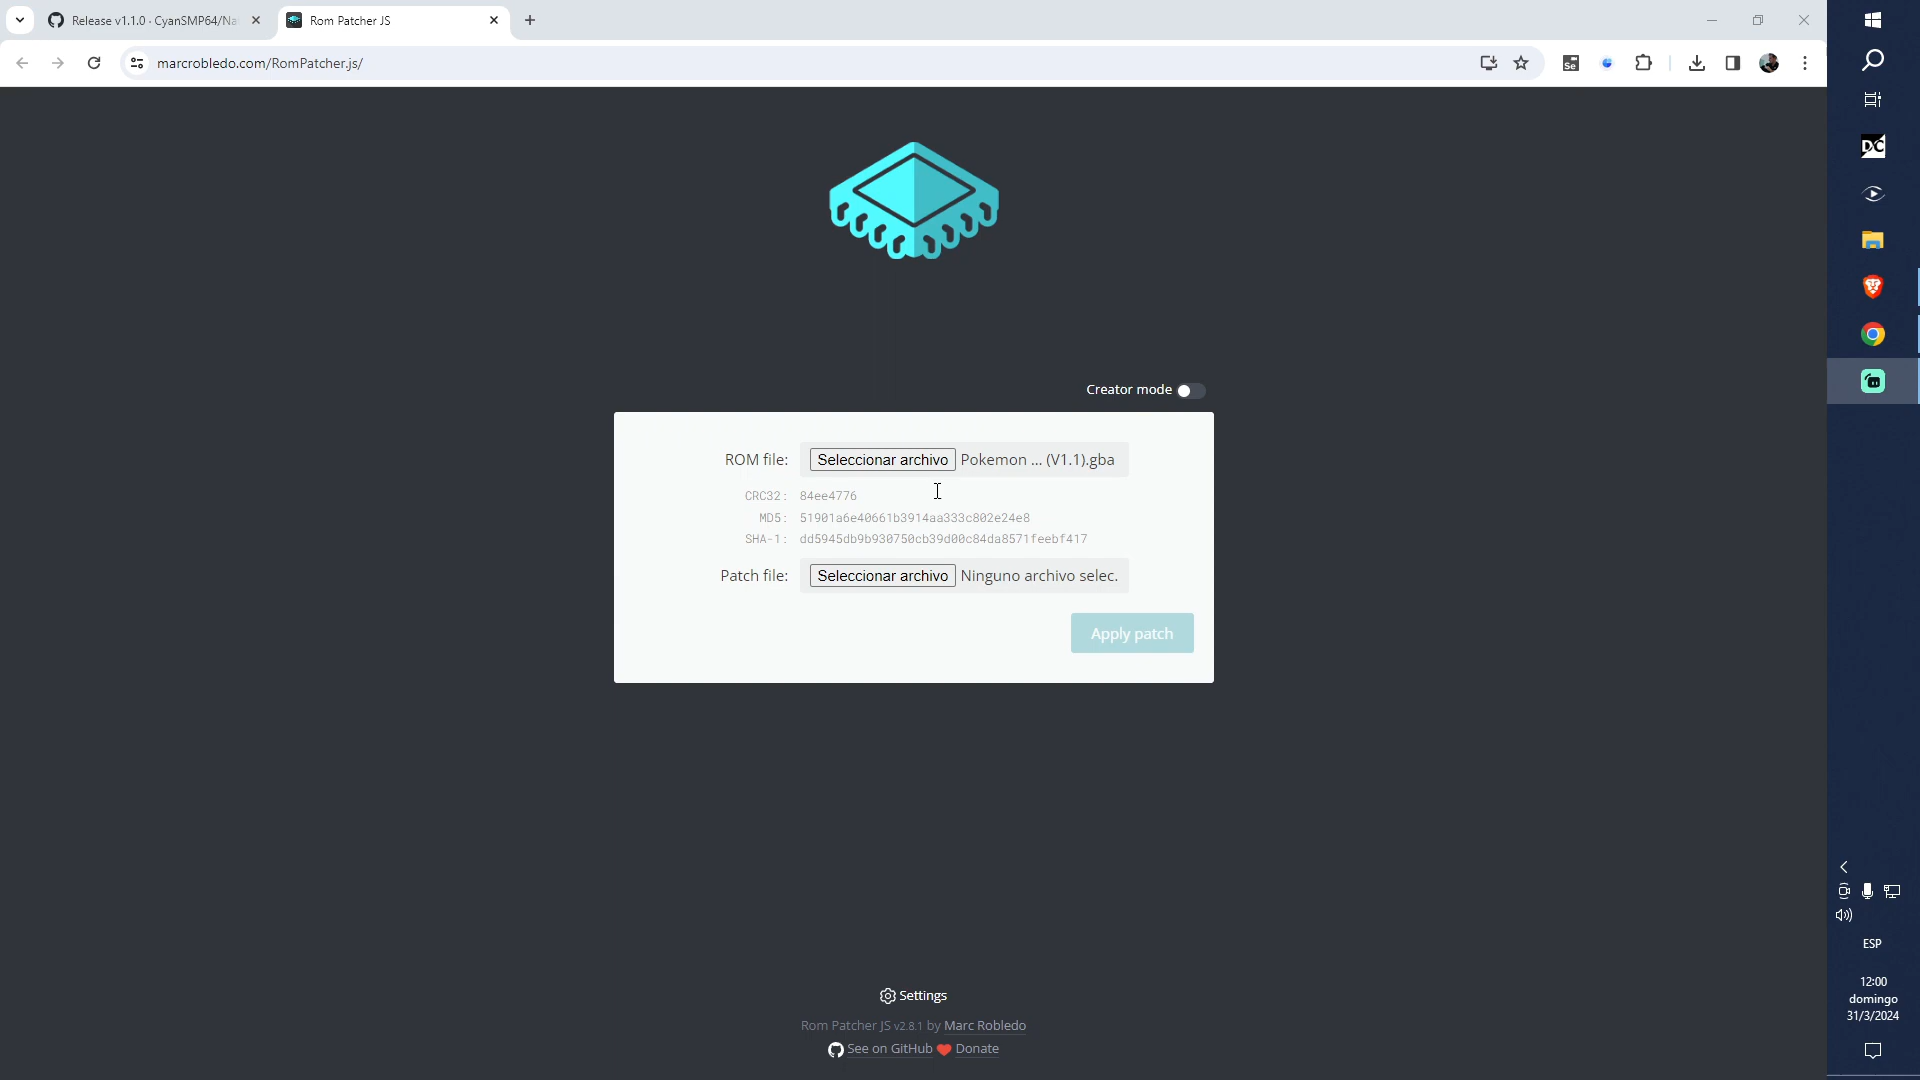 Release v1.1.0 · CyanSMP64/Na
Rom Patcher JS
marcrobledo.com/RomPatcher.js/
Se
DC
Creator mode
ROM file: Seleccionar archivo Pokemon ... (V1.1).gba
CRC32: 84ee4776
MD5: 51901a6e40661b3914aa333c802e24e8
SHA-1: dd5945db9b930750cb39d00c84da8571feebf417
Patch file: Seleccionar archivo Ninguno archivo selec.
Apply patch
ESP
12:00
domingo
31/3/2024
Settings
Rom Patcher JS v2.8.1 by Marc Robledo
See on GitHub Donate